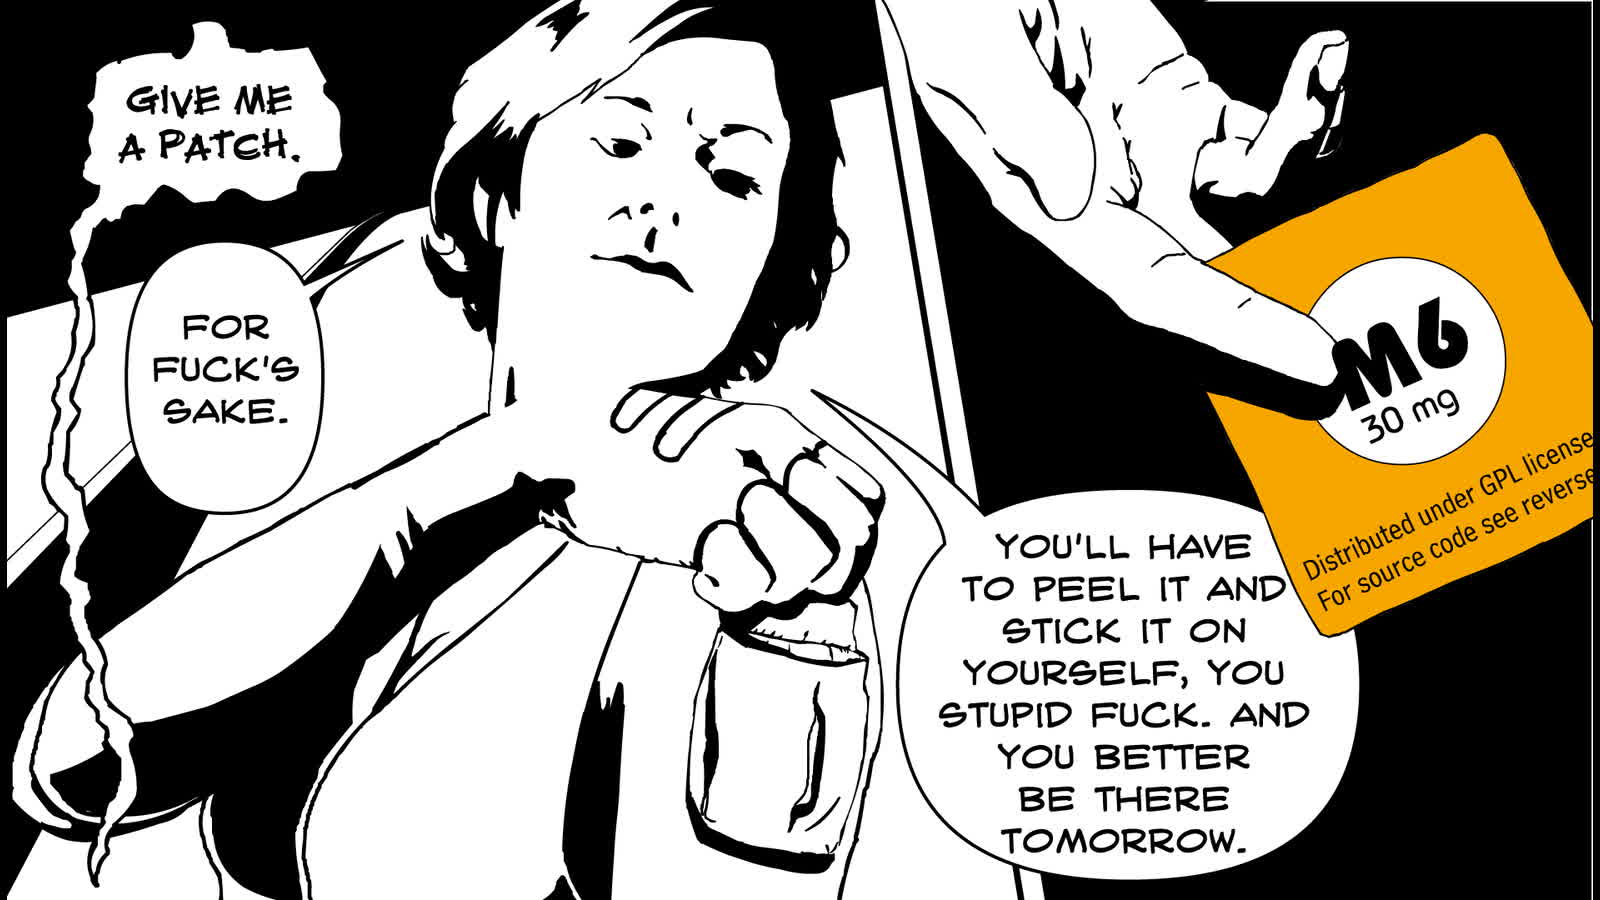 GIVE ME
A PATCH.
FOR
FUCK'S
SAKE.
YOU'LL HAVE
TO PEEL IT AND
STICK IT ON
YOURSELF, YOU
STUPID FUCK. AND
YOU BETTER
BE THERE
TOMORROW.
M6
30 mg
Distributed under GPL license
For source code see reverse